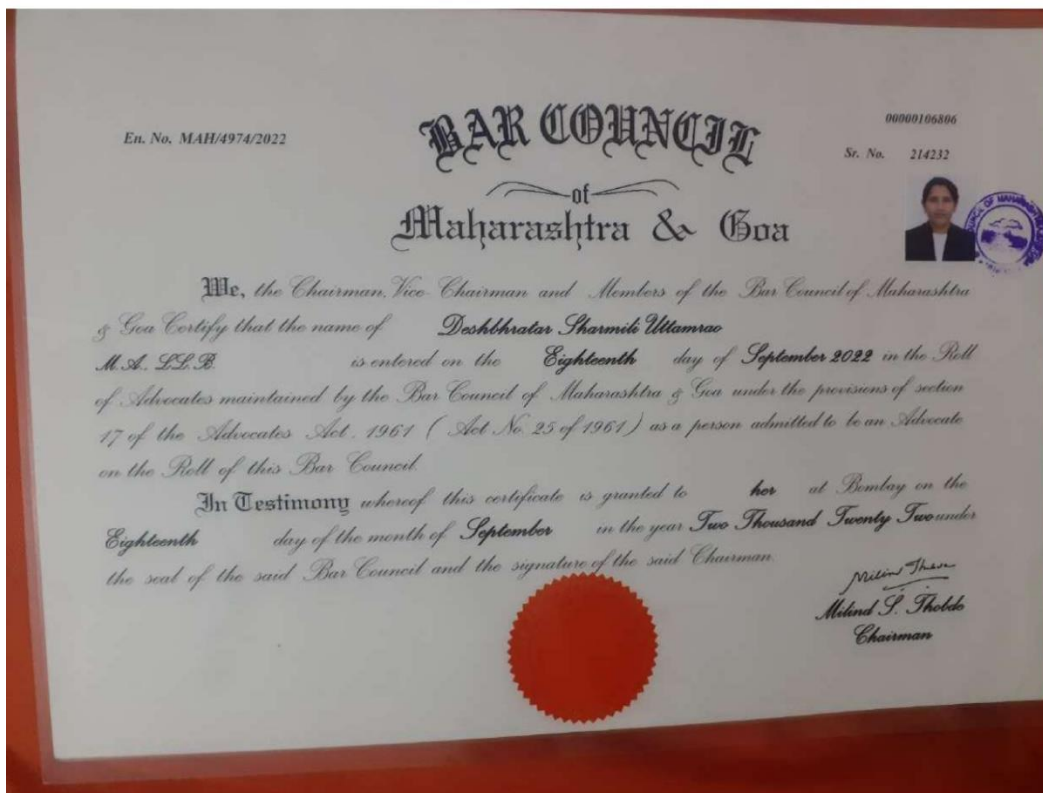 En. No. MAH/4974/2022
00000106806
Sr. No. 214232
BAR COUNCIL
of
Maharashtra & Goa
We, the Chairman, Vice Chairman and Members of the Bar Council of Maharashtra
& Goa Certify that the name of Deshbhratar Sharmili Uttamrao
M.A., LL.B. is entered on the Eighteenth day of September 2022 in the Roll
of Advocates maintained by the Bar Council of Maharashtra & Goa under the provisions of section
17 of the Advocates Act, 1961 ( Act No. 25 of 1961 ) as a person admitted to be an Advocate
on the Roll of this Bar Council.
In Testimony whereof this certificate is granted to her at Bombay on the
Eighteenth day of the month of September in the year Two Thousand Twenty Two under
the seal of the said Bar Council and the signature of the said Chairman.
Milind S. Thobde
Chairman